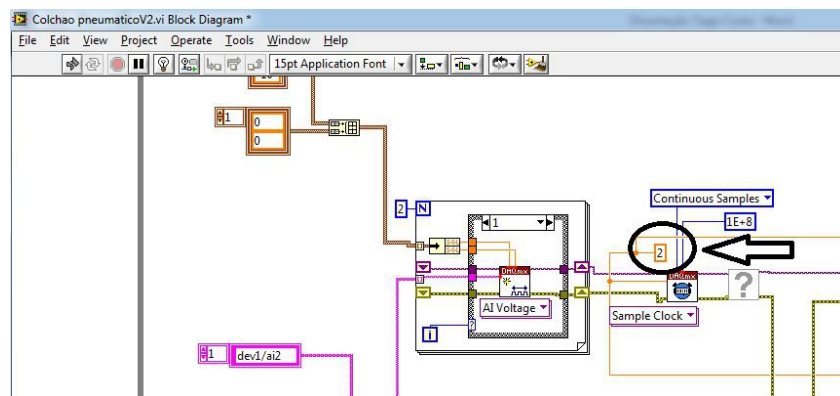 Colchao pneumaticoV2.vi Block Diagram *
File Edit View Project Operate Tools Window Help
15pt Application Font
1
0
0
2 N
1
Continuous Samples
1E+8
2
DAQmx
DAQmx
AI Voltage
Sample Clock
?
?
i
1
dev1/ai2